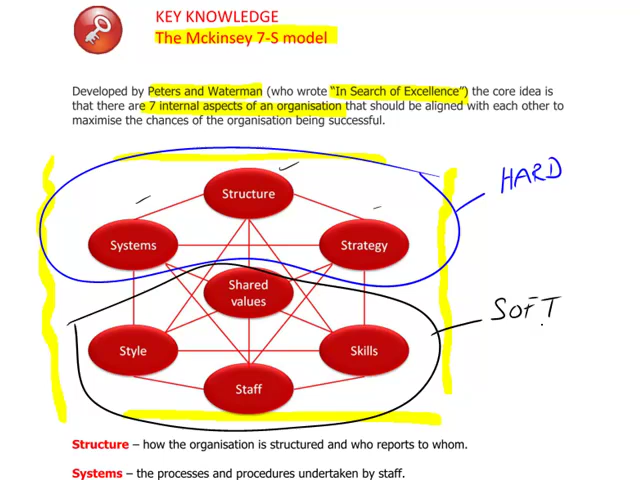 KEY KNOWLEDGE
The Mckinsey 7-S model
Developed by Peters and Waterman (who wrote “In Search of Excellence”) the core idea is
that there are 7 internal aspects of an organisation that should be aligned with each other to
maximise the chances of the organisation being successful.
HARD
Structure
Systems
Strategy
Shared
values
SOFT
Style
Skills
Staff
Structure – how the organisation is structured and who reports to whom.
Systems – the processes and procedures undertaken by staff.